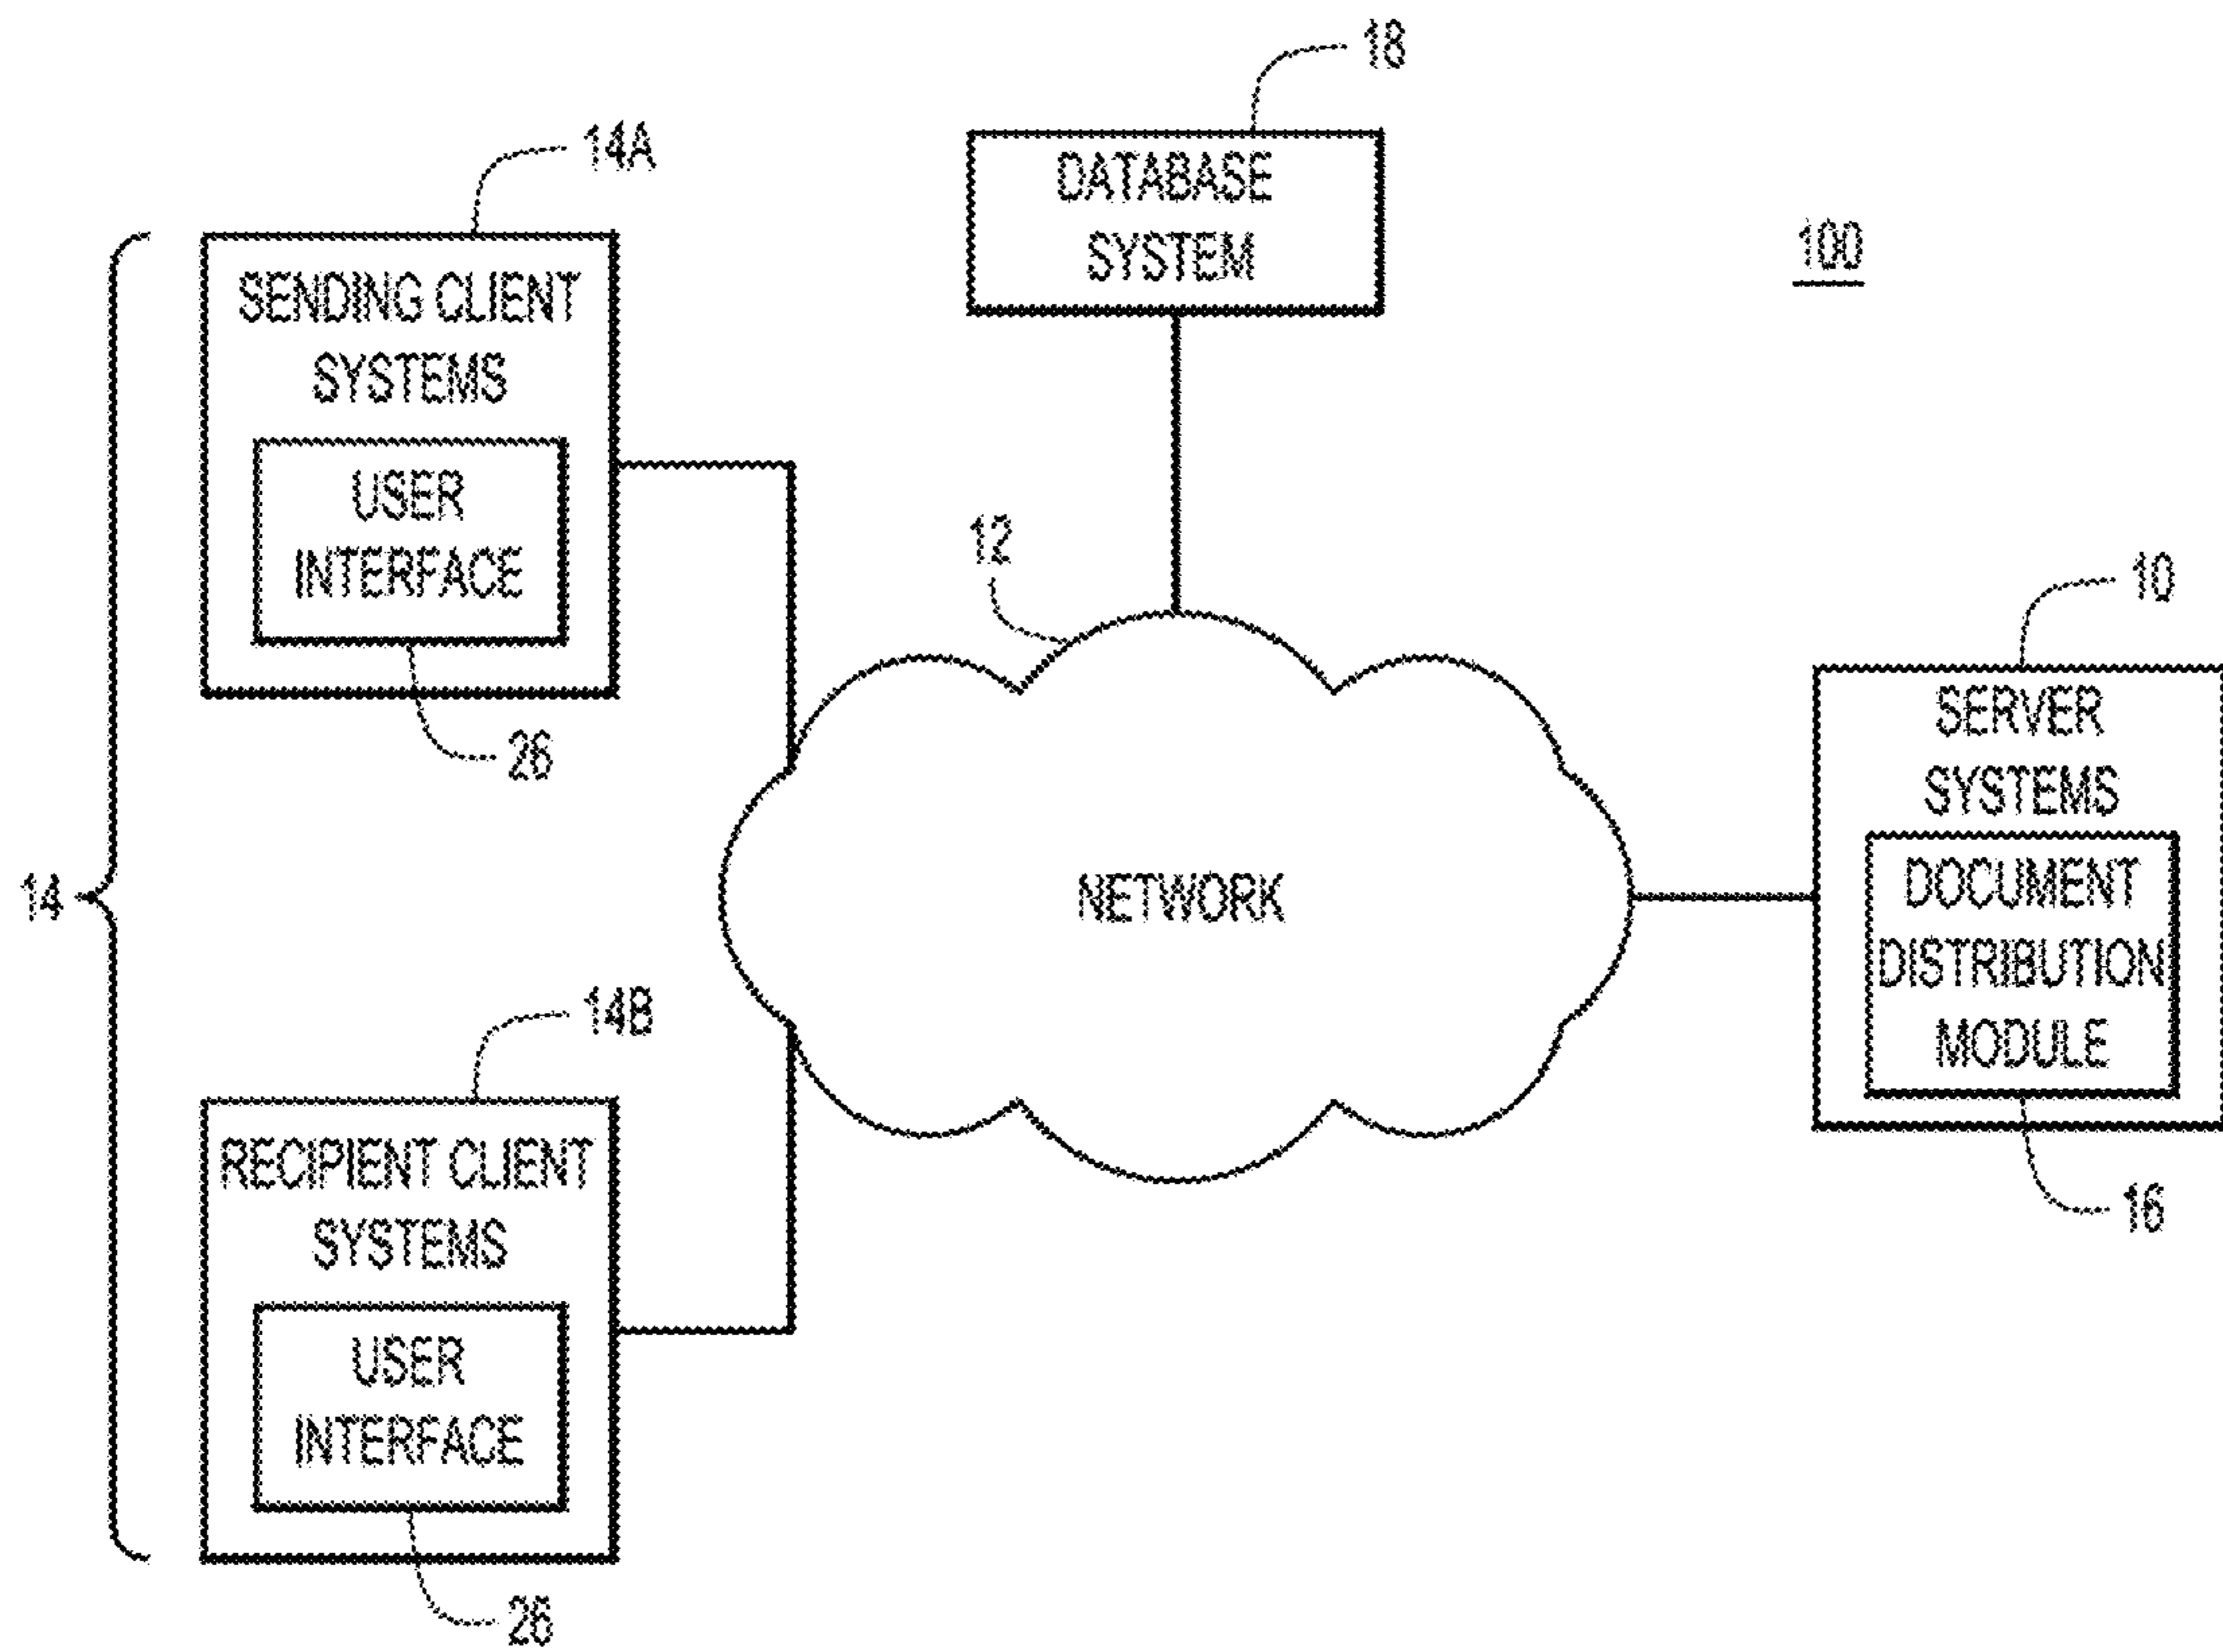 18
14A
DATABASE
SYSTEM
100
SENDING CLIENT
SYSTEMS
USER
INTERFACE
26
12
10
SERVER
SYSTEMS
DOCUMENT
DISTRIBUTION
MODULE
16
NETWORK
14
14B
RECIPIENT CLIENT
SYSTEMS
USER
INTERFACE
26